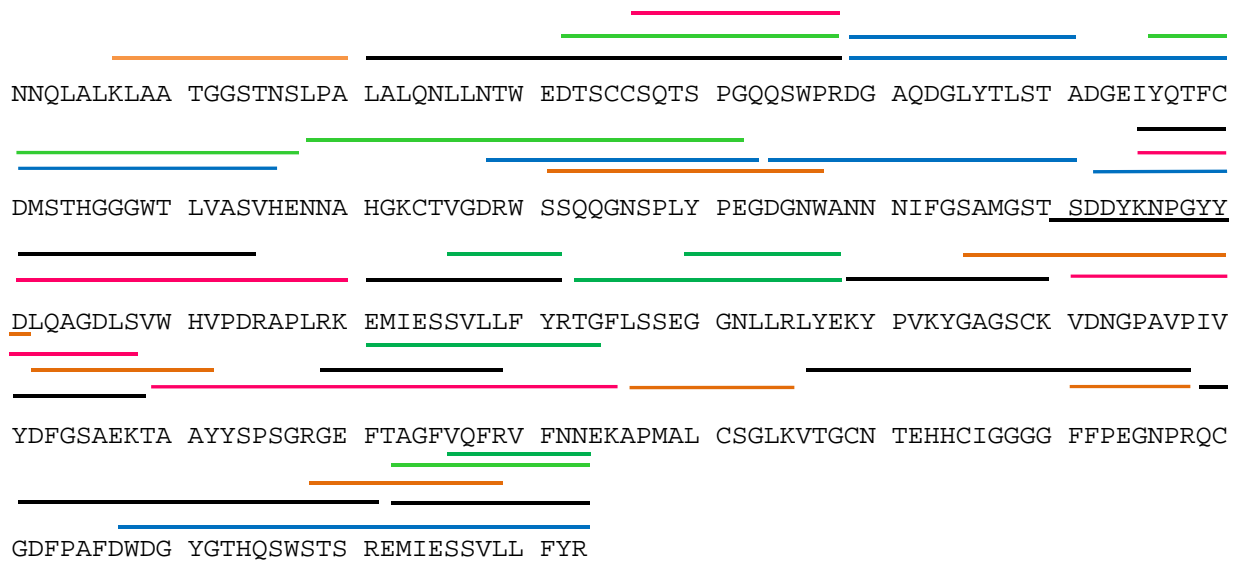 NNQLALKLAA TGGSTNSLPA LALQNLLNTW EDTSCCSQTS PGQQSWPRDG AQDGLYTLST ADGEIYQTFC
DMSTHGGGWT LVASVHENNA HGKCTVGDRW SSQQGNSPLY PEGDGNWANN NIFGSAMGST SDDYKNPGYY
DLQAGDLSVW HVPDRAPLRK EMIESSVLLF YRTGFLSSEG GNLLRLYEKY PVKYGAGSCK VDNGPAVPIV
YDFGSAEKTA AYYSPSGRGE FTAGFVQFRV FNNEKAPMAL CSGLKVTGCN TEHHCIGGGG FFPEGNPRQC
GDFPAFDWDG YGTHQSWSTS REMIESSVLL FYR